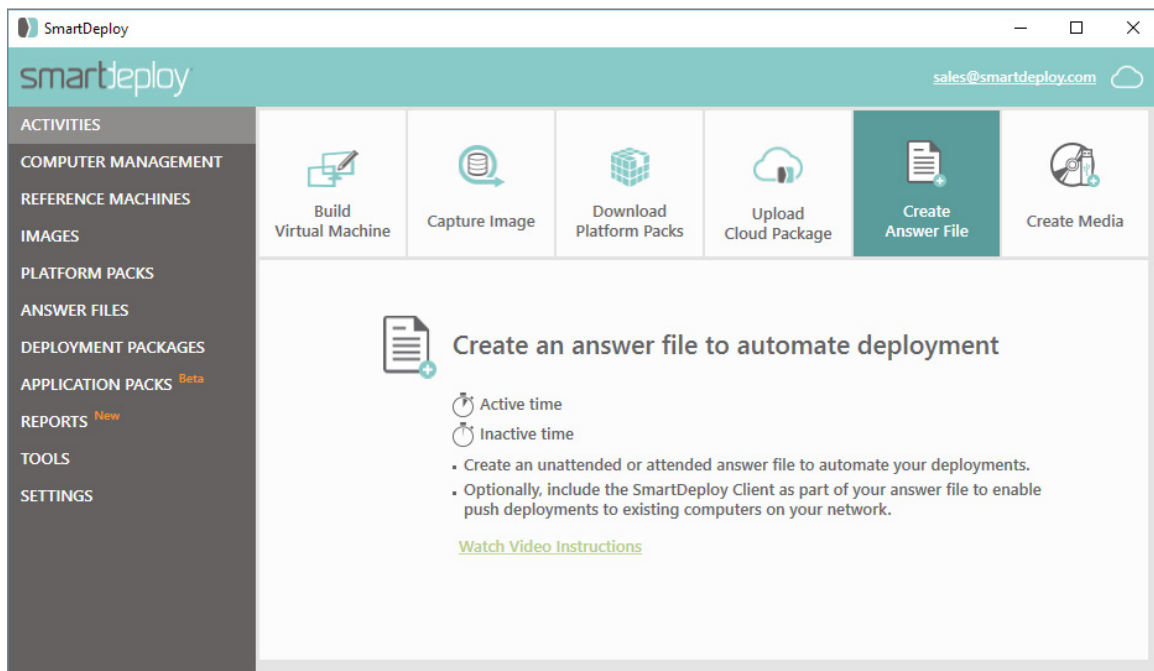 SmartDeploy
smartdeploy
sales@smartdeploy.com
ACTIVITIES
COMPUTER MANAGEMENT
REFERENCE MACHINES
IMAGES
PLATFORM PACKS
ANSWER FILES
DEPLOYMENT PACKAGES
APPLICATION PACKS Beta
REPORTS New
TOOLS
SETTINGS
Build
Virtual Machine
Capture Image
Download
Platform Packs
Upload
Cloud Package
Create
Answer File
Create Media
Create an answer file to automate deployment
Active time
Inactive time
• Create an unattended or attended answer file to automate your deployments.
• Optionally, include the SmartDeploy Client as part of your answer file to enable
push deployments to existing computers on your network.
Watch Video Instructions